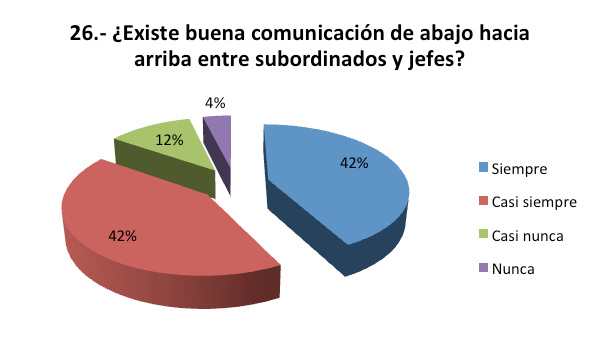 26.- ¿Existe buena comunicación de abajo hacia
arriba entre subordinados y jefes?
4%
12%
42%
42%
Siempre
Casi siempre
Casi nunca
Nunca